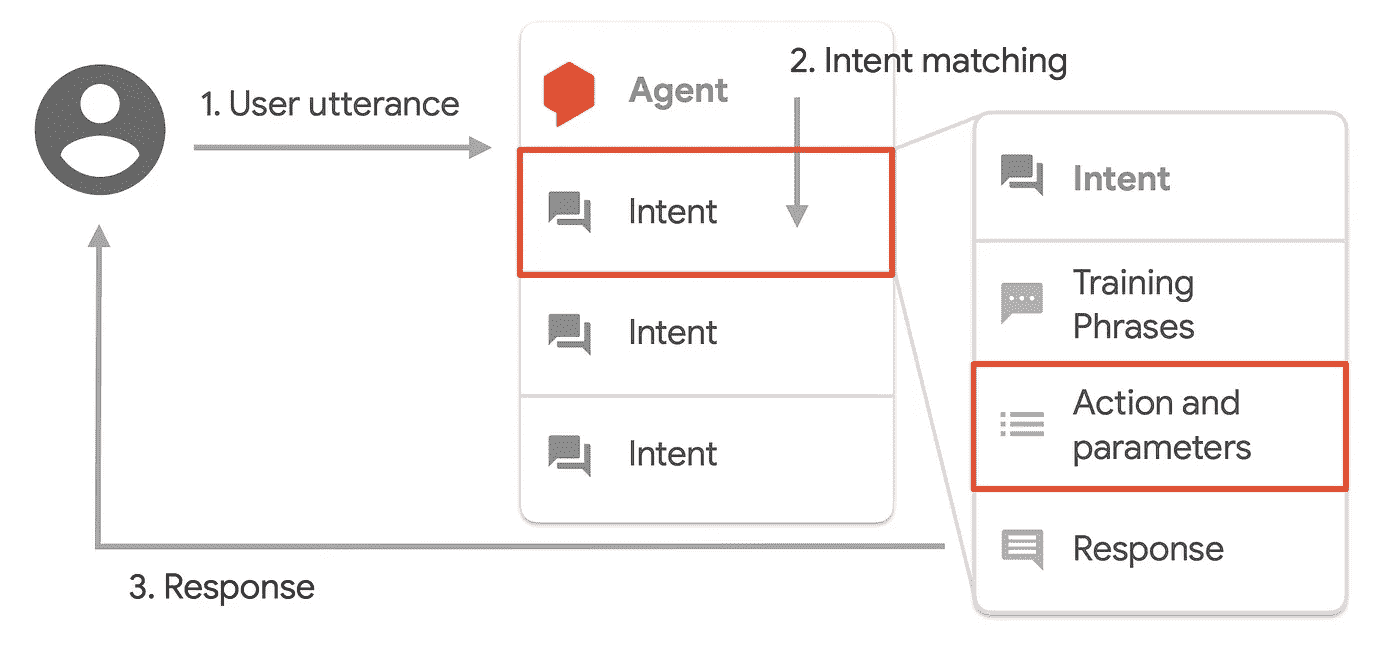 1. User utterance
Agent
2. Intent matching
Intent
Intent
Intent
Intent
Training
Phrases
Action and
parameters
Response
3. Response